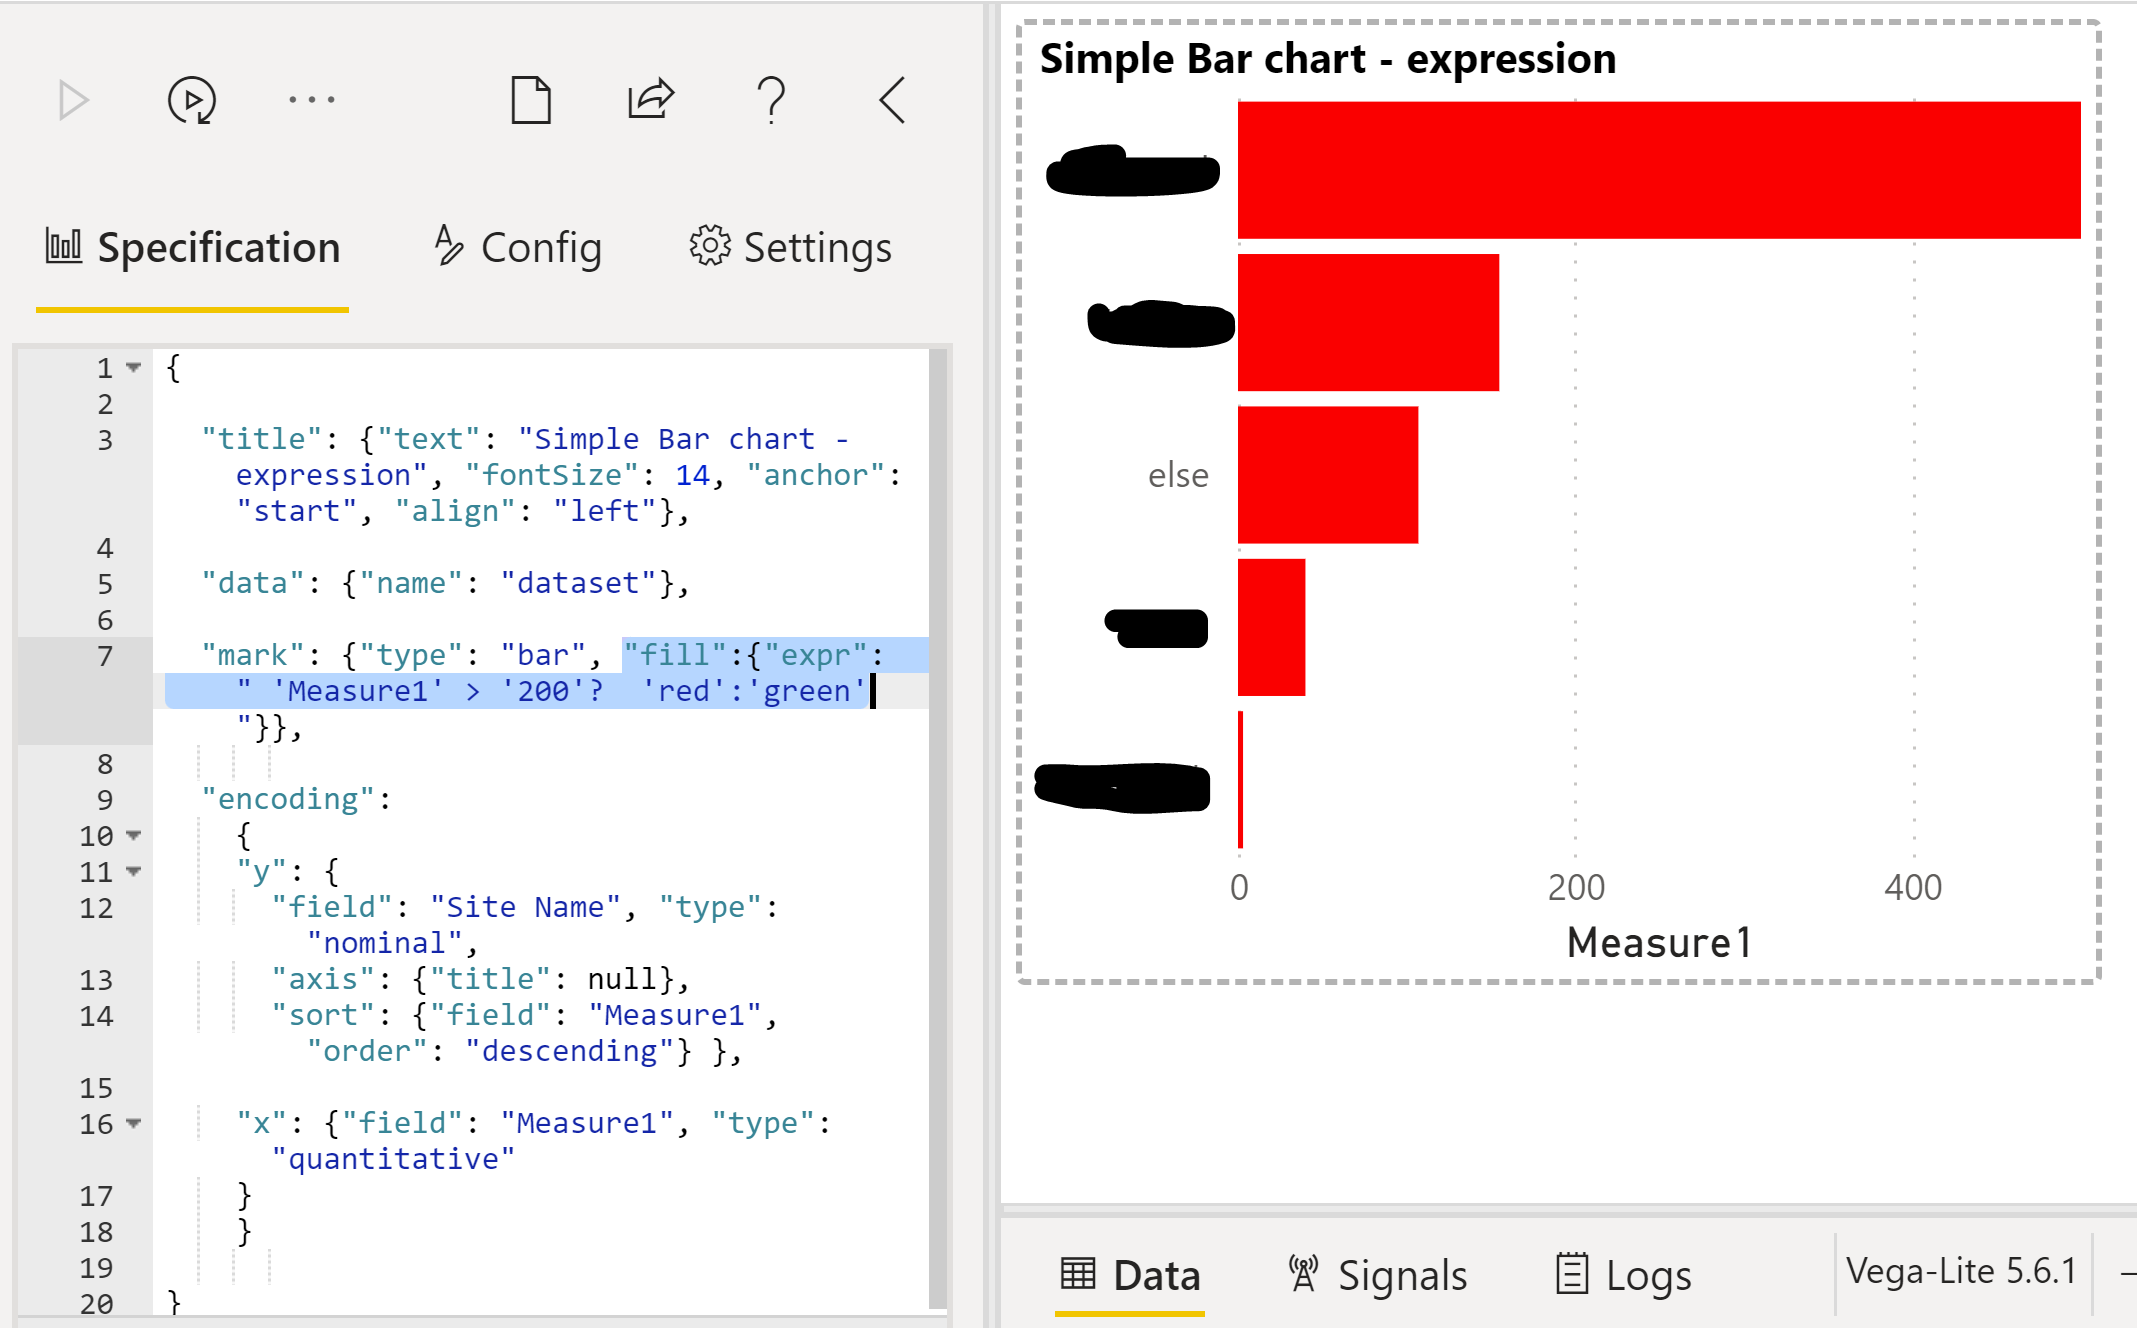 Specification
Config
Settings
1 {
2
3 "title": {"text": "Simple Bar chart -
expression", "fontSize": 14, "anchor":
"start", "align": "left"},
4
5 "data": {"name": "dataset"},
6
7 "mark": {"type": "bar", "fill":{"expr":
" 'Measure1' > '200'?  'red':'green'
"}},
8
9 "encoding":
10 {
11 "y": {
12 "field": "Site Name", "type":
"nominal",
13 "axis": {"title": null},
14 "sort": {"field": "Measure1",
"order": "descending"} },
15
16 "x": {"field": "Measure1", "type":
"quantitative"
17 }
18 }
19
20 }
Simple Bar chart - expression
else
0 200 400
Measure1
Data
Signals
Logs
Vega-Lite 5.6.1